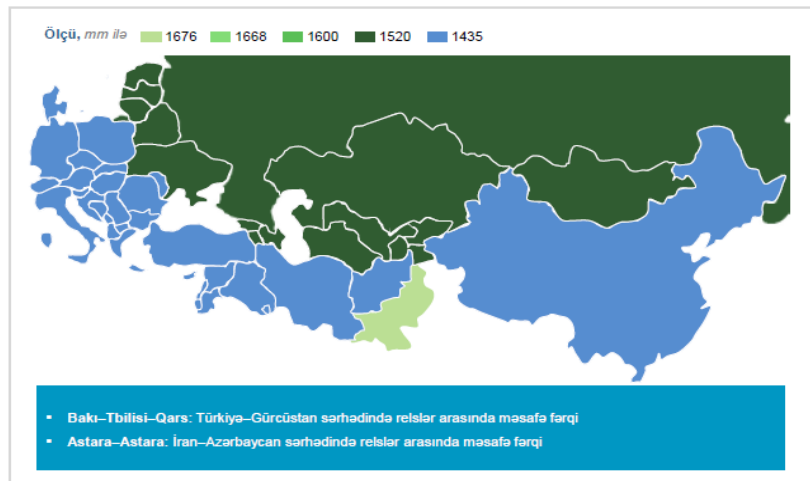 Ölçü, mm ilə 1676 1668 1600 1520 1435
Bakı–Tbilisi–Qars: Türkiyə–Gürcüstan sərhədində relslər arasında məsafə fərqi
Astara–Astara: İran–Azərbaycan sərhədində relslər arasında məsafə fərqi